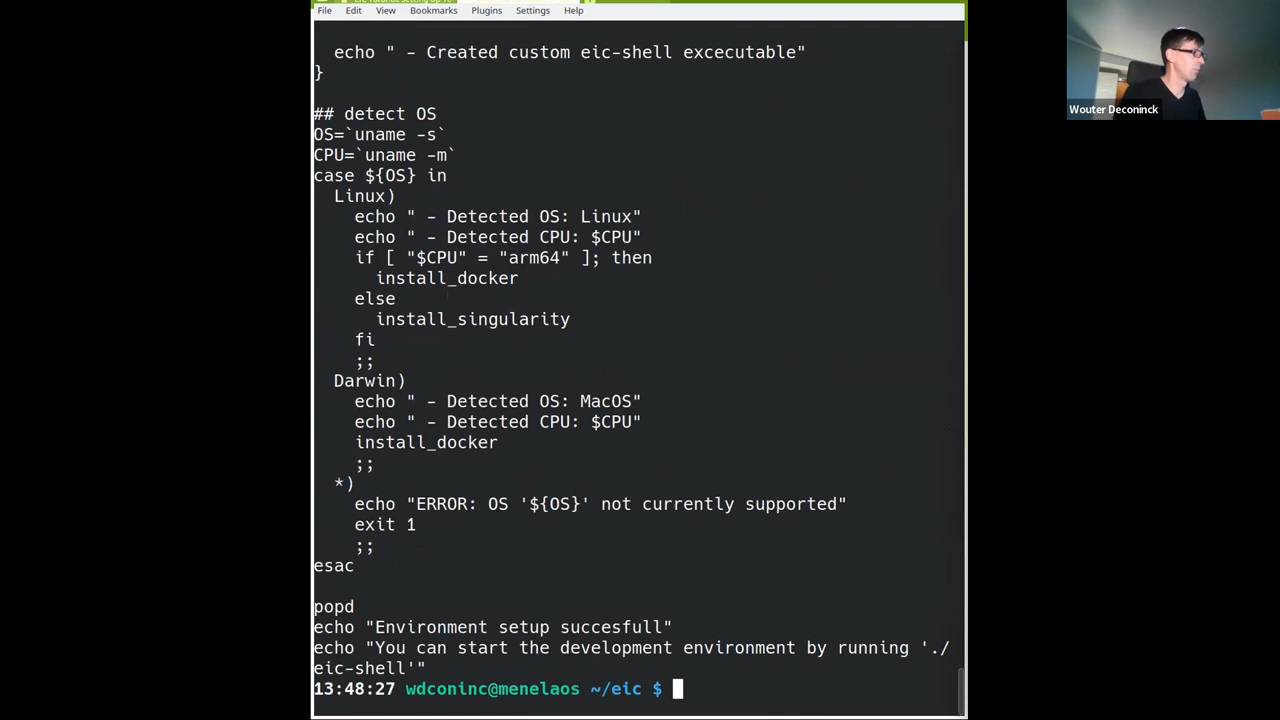 File Edit View Bookmarks Plugins Settings Help
echo " - Created custom eic-shell excecutable"
}
## detect OS
OS=`uname -s`
CPU=`uname -m`
case ${OS} in
Linux)
echo " - Detected OS: Linux"
echo " - Detected CPU: $CPU"
if [ "$CPU" = "arm64" ]; then
install_docker
else
install_singularity
fi
;;
Darwin)
echo " - Detected OS: MacOS"
echo " - Detected CPU: $CPU"
install_docker
;;
*)
echo "ERROR: OS '${OS}' not currently supported"
exit 1
;;
esac
popd
echo "Environment setup succesfull"
echo "You can start the development environment by running './
eic-shell'"
13:48:27 wdconinc@menelaos ~/eic $
Wouter Deconinck